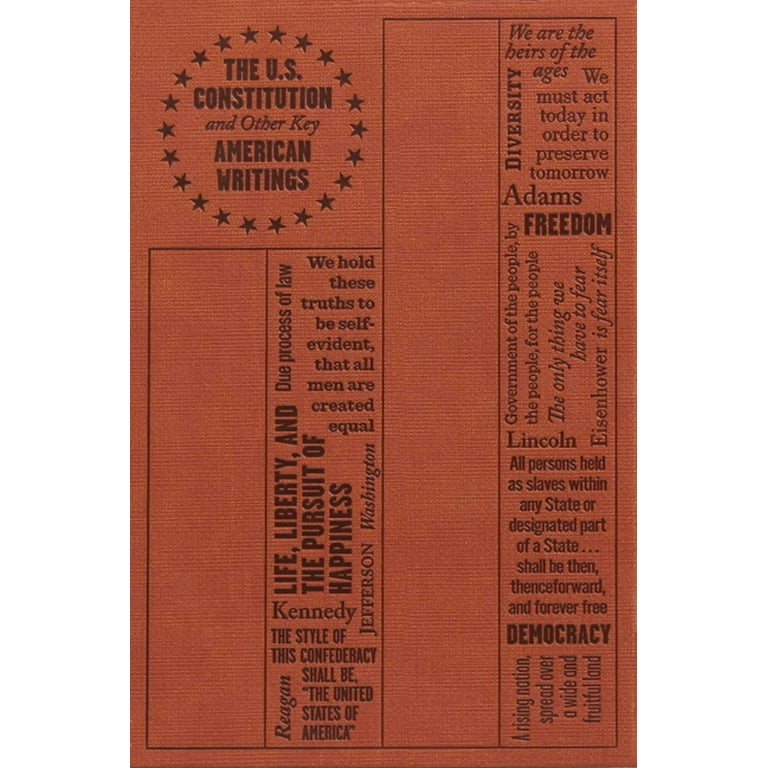 THE U.S.
CONSTITUTION
and Other Key
AMERICAN
WRITINGS
We hold
these
truths to
be self-
evident,
that all
men are
created
equal
Due process of law
LIFE, LIBERTY, AND
THE PURSUIT OF
HAPPINESS
Washington
JEFFERSON
Kennedy
THE STYLE OF
THIS CONFEDERACY
SHALL BE,
"THE UNITED
STATES OF
AMERICA"
Reagan
We are the
heirs of the
ages
DIVERSITY
We
must act
today in
order to
preserve
tomorrow
Adams
FREEDOM
Government of the people, by
the people, for the people
The only thing we
have to fear
is fear itself
Eisenhower
Lincoln
All persons held
as slaves within
any State or
designated part
of a State...
shall be then,
thenceforward,
and forever free
DEMOCRACY
A rising nation,
spread over
a wide and
fruitful land